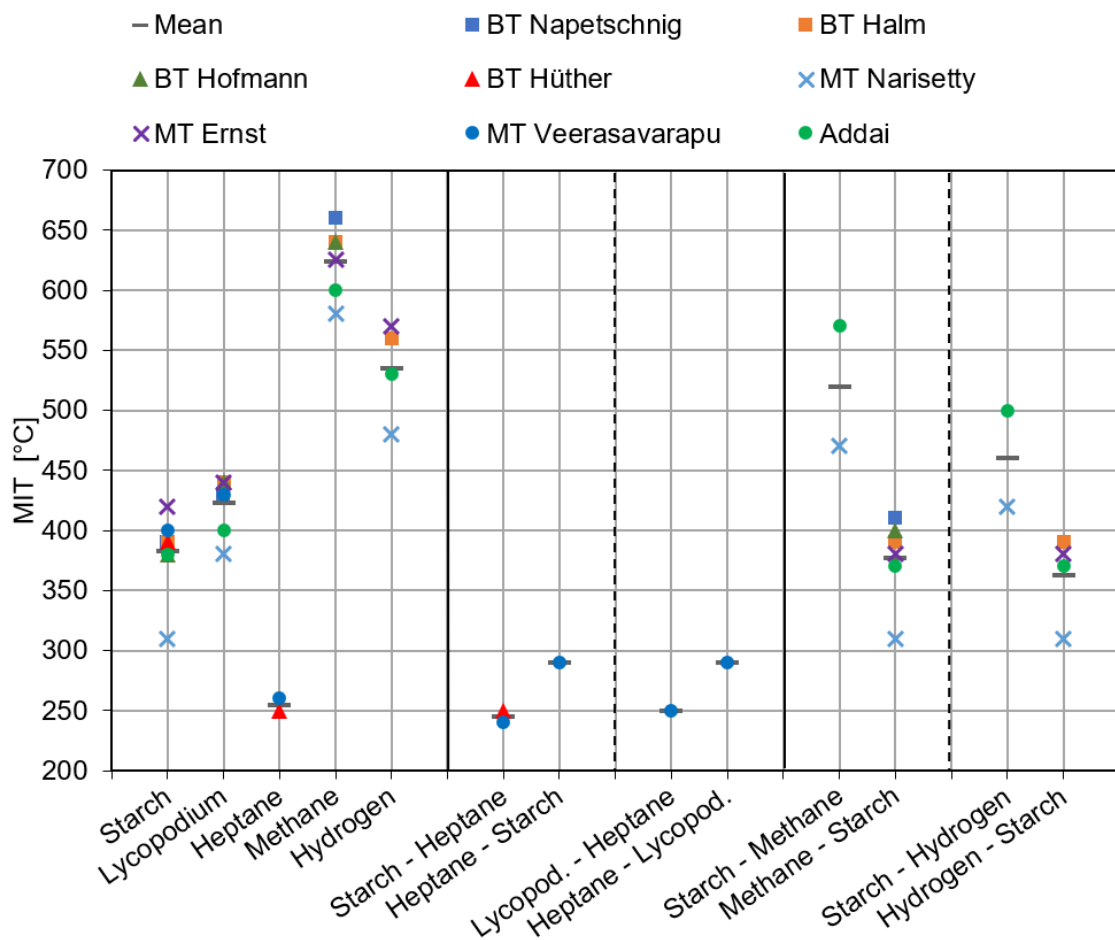 Mean BT Napetschnig BT Halm
BT Hofmann BT Hüther MT Narisetty
MT Ernst MT Veerasavarapu Addai
MIT [°C]
700
650
600
550
500
450
400
350
300
250
200
Starch
Lycopodium
Heptane
Methane
Hydrogen
Starch - Heptane
Heptane - Starch
Lycopod. - Heptane
Heptane - Lycopod.
Starch - Methane
Methane - Starch
Starch - Hydrogen
Hydrogen - Starch